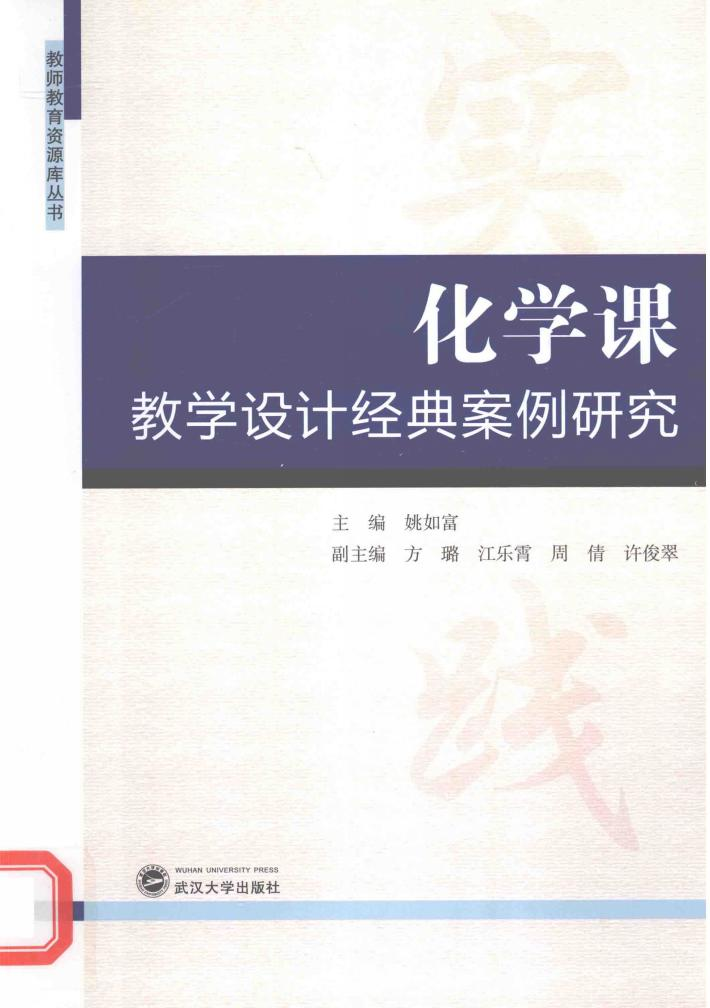 教师教育资源库丛书
实
化学课
教学设计经典案例研究
主 编 姚如富
副主编 方 璐 江乐霄 周 倩 许俊翠
践
WUHAN UNIVERSITY PRESS
武汉大学出版社